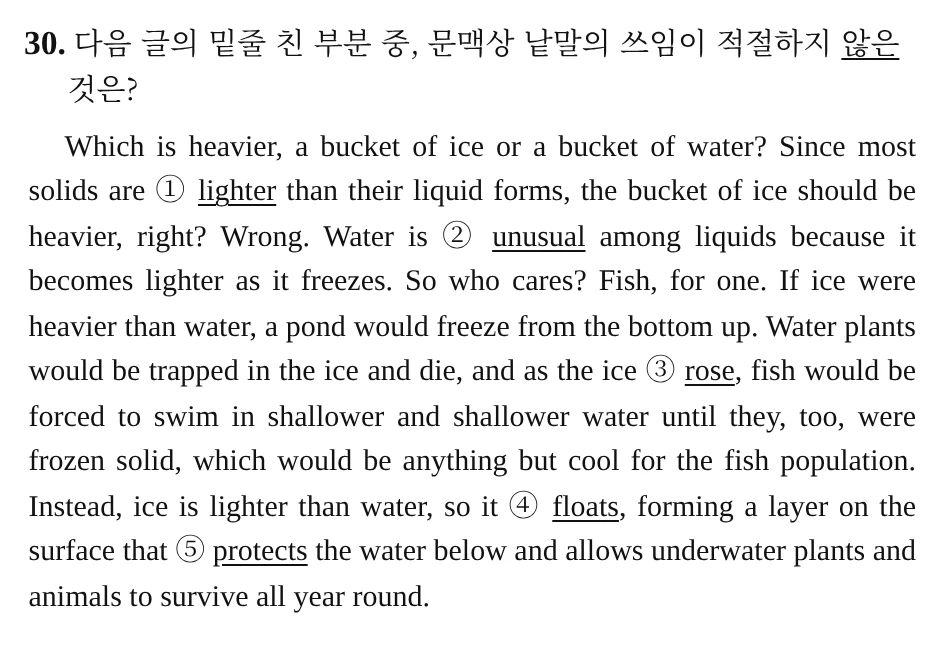 30. 다음 글의 밑줄 친 부분 중, 문맥상 낱말의 쓰임이 적절하지 않은
것은?
Which is heavier, a bucket of ice or a bucket of water? Since most
solids are ① lighter than their liquid forms, the bucket of ice should be
heavier, right? Wrong. Water is ② unusual among liquids because it
becomes lighter as it freezes. So who cares? Fish, for one. If ice were
heavier than water, a pond would freeze from the bottom up. Water plants
would be trapped in the ice and die, and as the ice ③ rose, fish would be
forced to swim in shallower and shallower water until they, too, were
frozen solid, which would be anything but cool for the fish population.
Instead, ice is lighter than water, so it ④ floats, forming a layer on the
surface that ⑤ protects the water below and allows underwater plants and
animals to survive all year round.